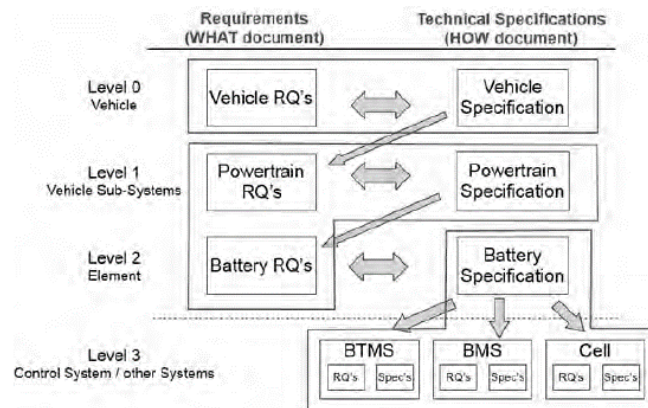 Requirements
(WHAT document)
Technical Specifications
(HOW document)
Level 0
Vehicle
Vehicle RQ's
Vehicle
Specification
Level 1
Vehicle Sub-Systems
Powertrain
RQ's
Powertrain
Specification
Level 2
Element
Battery RQ's
Battery
Specification
Level 3
Control System / other Systems
BTMS
RQ's
Spec's
BMS
RQ's
Spec's
Cell
RQ's
Spec's